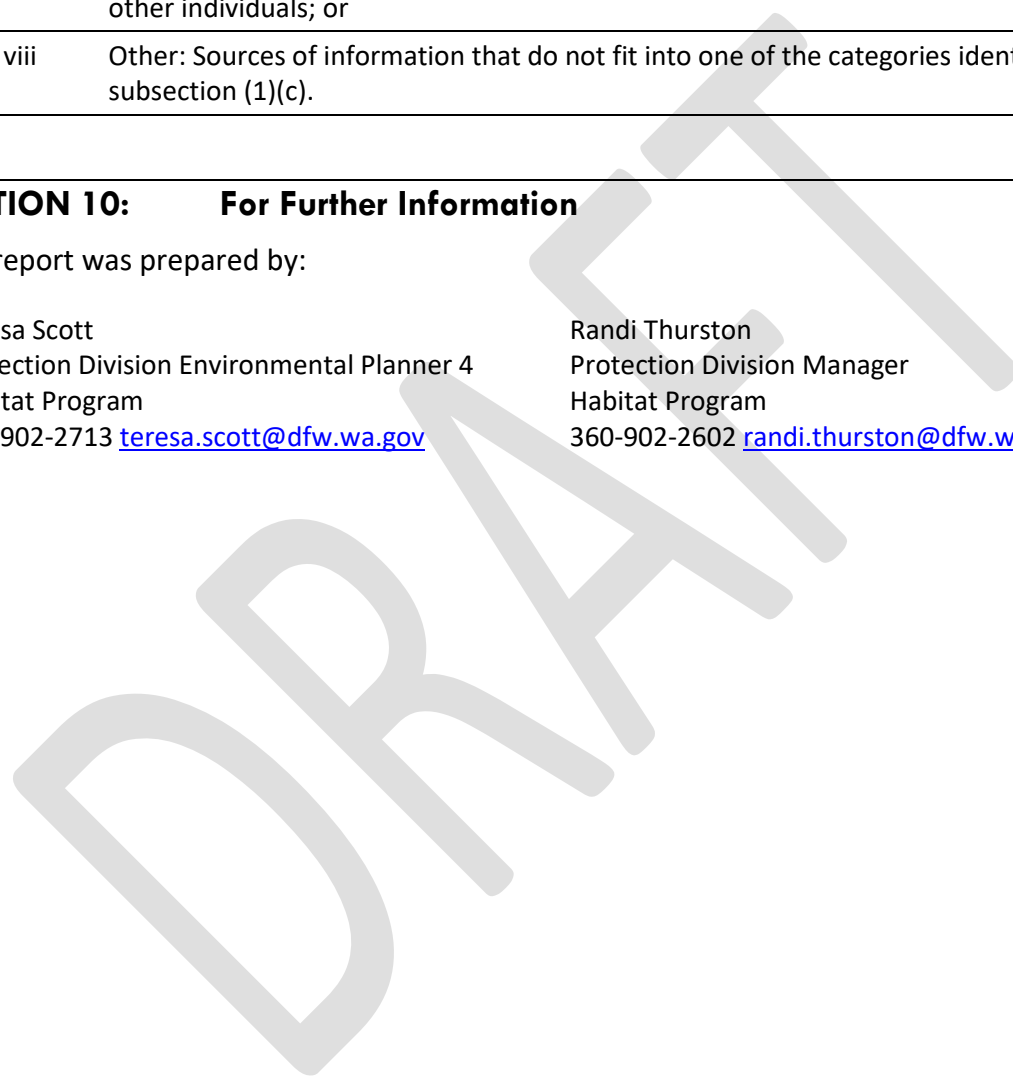 other individuals; or
viii Other: Sources of information that do not fit into one of the categories ident
subsection (1)(c).
TION 10: For Further Information
report was prepared by:
sa Scott
ection Division Environmental Planner 4
tat Program
902-2713 teresa.scott@dfw.wa.gov
Randi Thurston
Protection Division Manager
Habitat Program
360-902-2602 randi.thurston@dfw.w
DRAFT